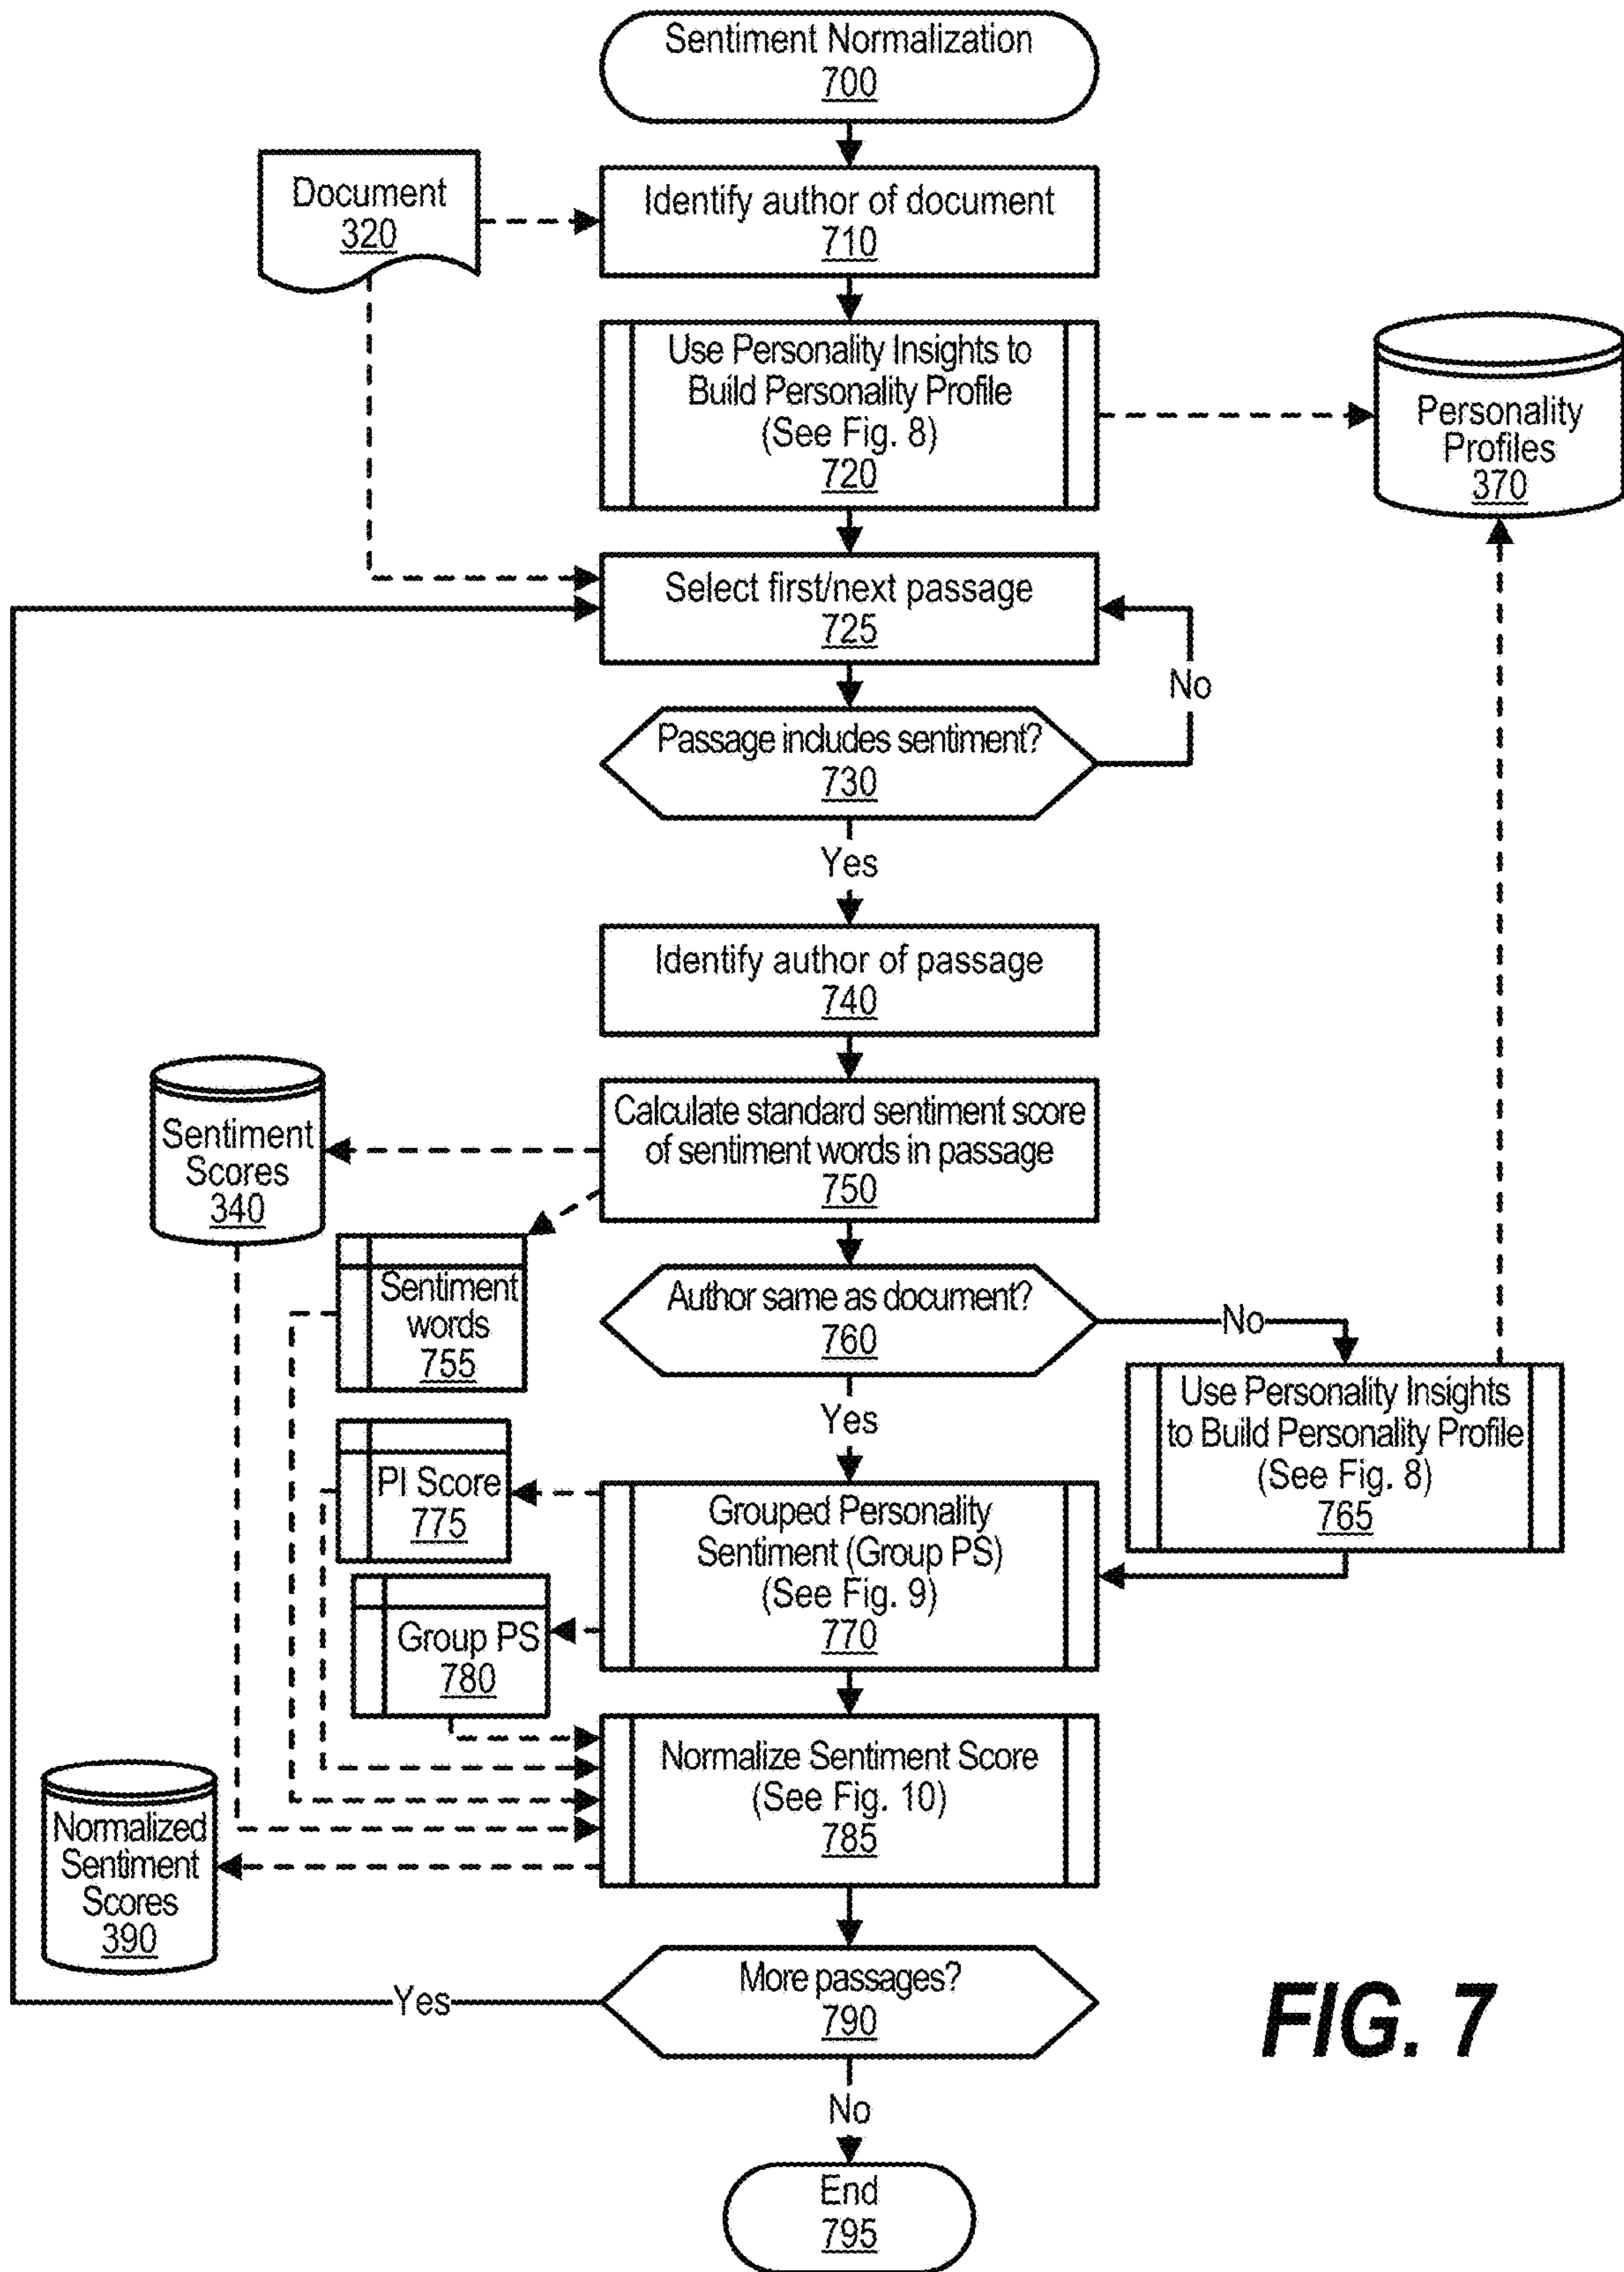 Sentiment Normalization
700
Document
320
Identify author of document
710
Use Personality Insights to
Build Personality Profile
(See Fig. 8)
720
Personality
Profiles
370
Select first/next passage
725
No
Passage includes sentiment?
730
Yes
Identify author of passage
740
Sentiment
Scores
340
Calculate standard sentiment score
of sentiment words in passage
750
Sentiment
words
755
Author same as document?
760
No
Yes
Use Personality Insights
to Build Personality Profile
(See Fig. 8)
765
PI Score
775
Grouped Personality
Sentiment (Group PS)
(See Fig. 9)
770
Group PS
780
Normalize Sentiment Score
(See Fig. 10)
785
Normalized
Sentiment
Scores
390
More passages?
790
Yes
No
End
795
FIG. 7